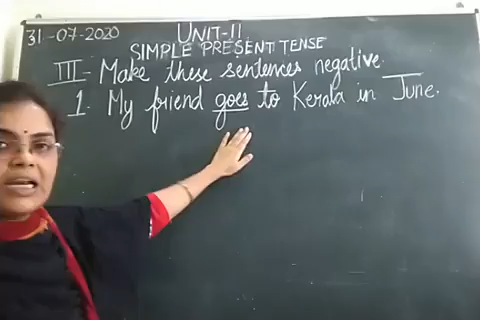 31-07-2020
UNIT-II
SIMPLE PRESENT TENSE
III- Make these sentences negative.
1. My friend goes to Kerala in June.